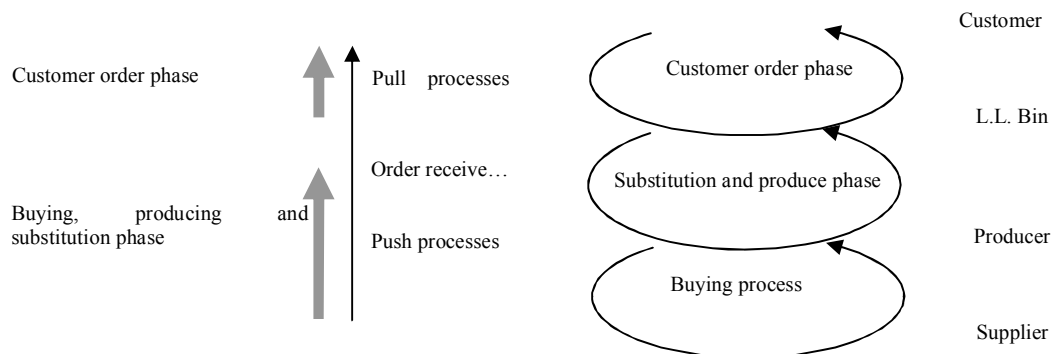 Customer order phase
Buying, producing and
substitution phase
Pull processes
Order receive…
Push processes
Customer order phase
Substitution and produce phase
Buying process
Customer
L.L. Bin
Producer
Supplier